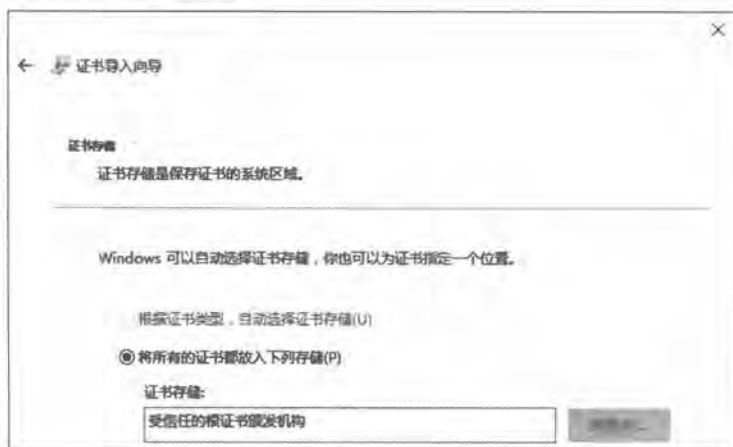 证书导入向导
证书存储
证书存储是保存证书的系统区域。
Windows 可以自动选择证书存储，你也可以为证书指定一个位置。
根据证书类型，自动选择证书存储(U)
将所有的证书都放入下列存储(P)
证书存储:
受信任的根证书颁发机构